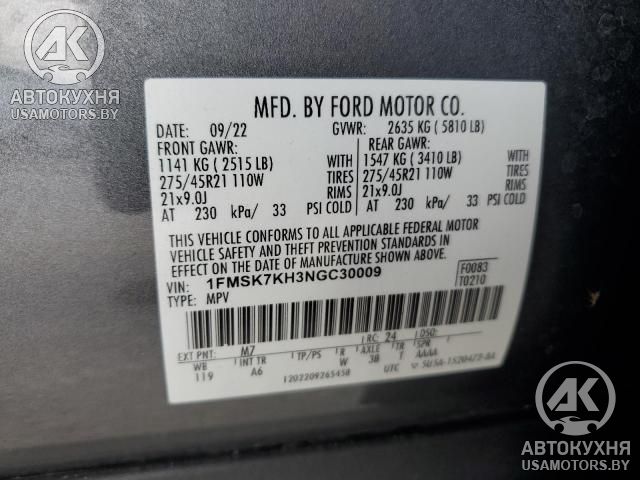 АВТОКУХНЯ
USAMOTORS.BY
MFD. BY FORD MOTOR CO.
DATE: 09/22 GVWR: 2635 KG ( 5810 LB)
FRONT GAWR: REAR GAWR:
1141 KG ( 2515 LB) WITH 1547 KG ( 3410 LB) WITH
275/45R21 110W TIRES 275/45R21 110W TIRES
21x9.0J RIMS 21x9.0J RIMS
AT 230 kPa/ 33 PSI COLD AT 230 kPa/ 33 PSI COLD
THIS VEHICLE CONFORMS TO ALL APPLICABLE FEDERAL MOTOR
VEHICLE SAFETY AND THEFT PREVENTION STANDARDS IN
EFFECT ON THE DATE OF MANUFACTURE SHOWN ABOVE.
VIN: 1FMSK7KH3NGC30009 F0083
TYPE: MPV T0210
EXT PNT: M7 RC: 24 DSO:
WB INT TR TP/PS R AXLE TR SPR
119 A6 W 3B T AAAA
1202209265458 UTC
AK
АВТОКУХНЯ
USAMOTORS.BY